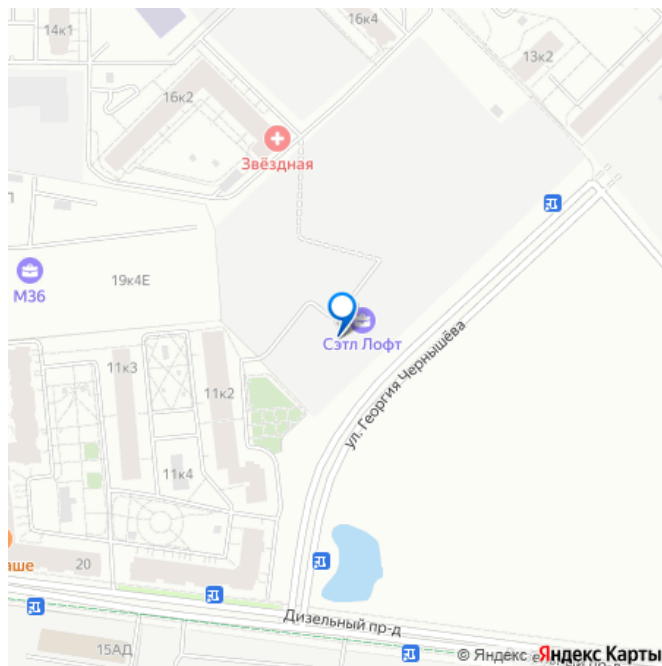 14к1
16к4
13к2
16к2
Звёздная
19к4Е
М36
Сэтл Лофт
ул. Георгия Чернышёва
11к3
11к2
11к4
аше
20
Дизельный пр-д
15АД
© Яндекс Яндекс Карты